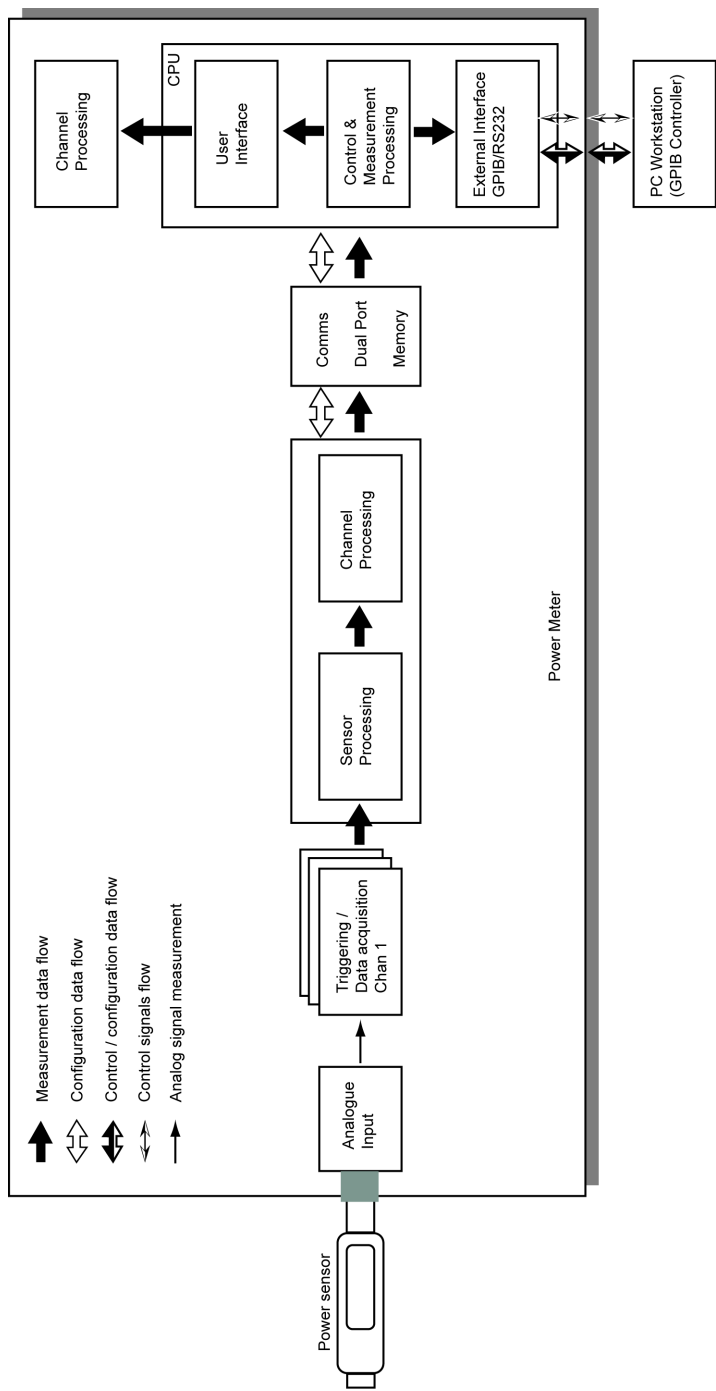 Measurement data flow
Configuration data flow
Control / configuration data flow
Control signals flow
Analog signal measurement
Power sensor
Analogue
Input
Triggering /
Data acquisition
Chan 1
Sensor
Processing
Channel
Processing
Comms
Dual Port
Memory
CPU
Channel
Processing
User
Interface
Control &
Measurement
Processing
External Interface
GPIB/RS232
Power Meter
PC Workstation
(GPIB Controller)